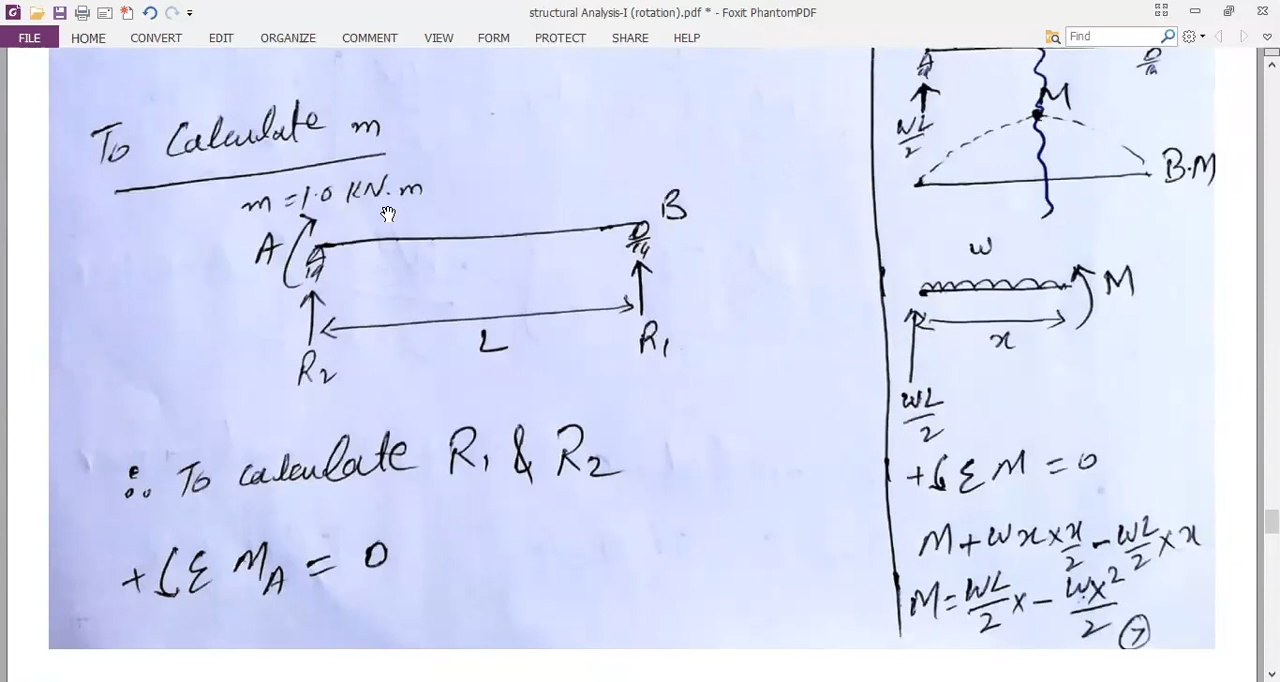 structural Analysis-I (rotation).pdf * - Foxit PhantomPDF
FILE HOME CONVERT EDIT ORGANIZE COMMENT VIEW FORM PROTECT SHARE HELP
Find
To Calculate m
m = 1.0 KN.m
A
B
L
R2
R1
∴ To calculate R1 & R2
+ ΣMA = 0
A
M
WL/2
B.M
w
M
x
WL/2
+ ΣM = 0
M + wx × x/2 - WL/2 × x
M = WL/2 x - wx²/2
7